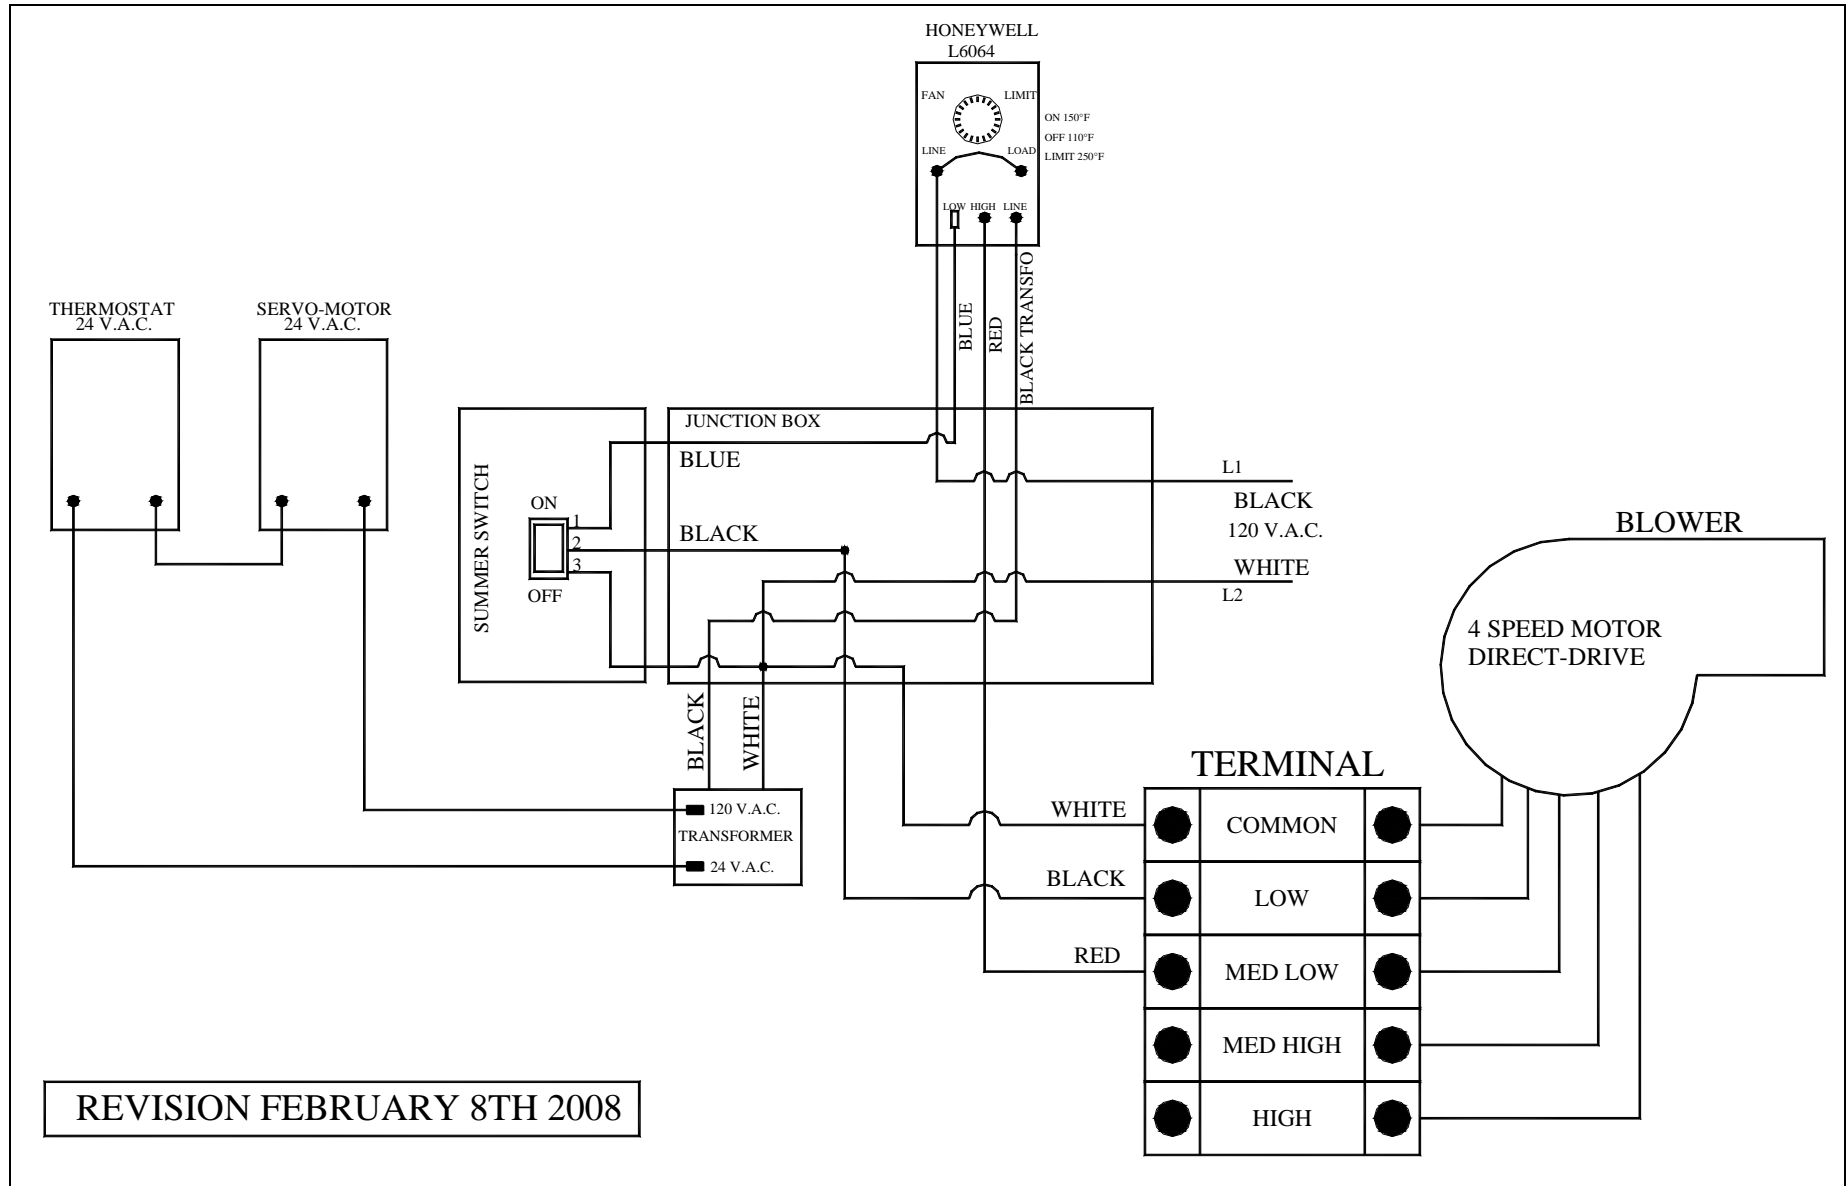 HONEYWELL
L6064
FAN LIMIT
ON 150°F
OFF 110°F
LINE LOAD
LIMIT 250°F
LOW HIGH LINE
BLUE
RED
BLACK TRANSFO
THERMOSTAT
24 V.A.C.
SERVO-MOTOR
24 V.A.C.
SUMMER SWITCH
ON
1
2
3
OFF
JUNCTION BOX
BLUE
BLACK
L1
BLACK
120 V.A.C.
WHITE
L2
BLACK
WHITE
120 V.A.C.
TRANSFORMER
24 V.A.C.
BLOWER
4 SPEED MOTOR
DIRECT-DRIVE
TERMINAL
WHITE COMMON
BLACK LOW
RED MED LOW
MED HIGH
HIGH
REVISION FEBRUARY 8TH 2008